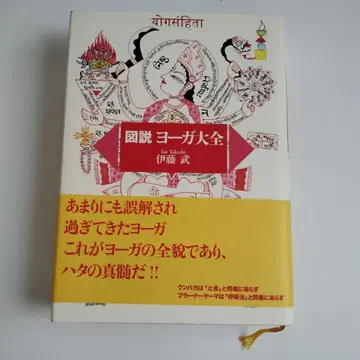 योगसंहिता
図説 ヨーガ大全
Ito Takeshi
伊藤 武
あまりにも誤解され
過ぎてきたヨーガ
これがヨーガの全貌であり、
ハタの真髄だ!!
クンバカは「止息」と同義にあらず
プラーナーヤーマは「呼吸法」と同義にあらず